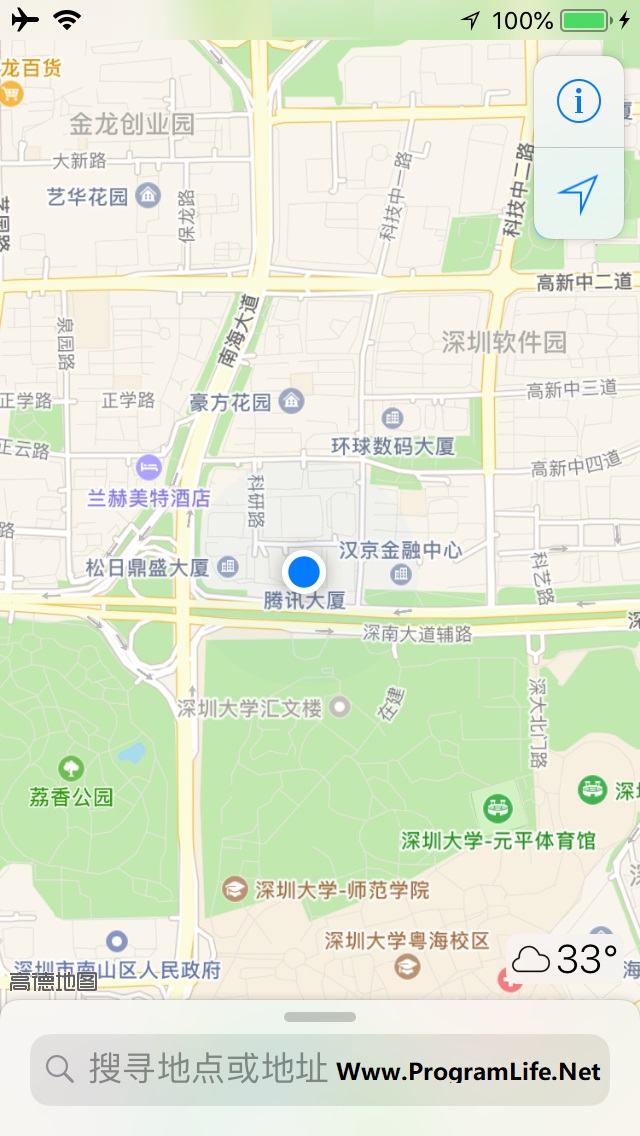 100%
龙百货
金龙创业园
大新路
艺华花园
保龙路
科技中一路
科技中二路
高新中二道
泉园路
南海大道
深圳软件园
高新中三道
正学路
正学路
豪方花园
环球数码大厦
正云路
高新中四道
兰赫美特酒店
科研路
汉京金融中心
松日鼎盛大厦
科艺路
腾讯大厦
深南大道辅路
深圳大学汇文楼
在建
深大北门路
荔香公园
深圳大学-元平体育馆
深圳大学-师范学院
深圳大学粤海校区
深圳市南山区人民政府
高德地图
33°
搜寻地点或地址 Www.ProgramLife.Net